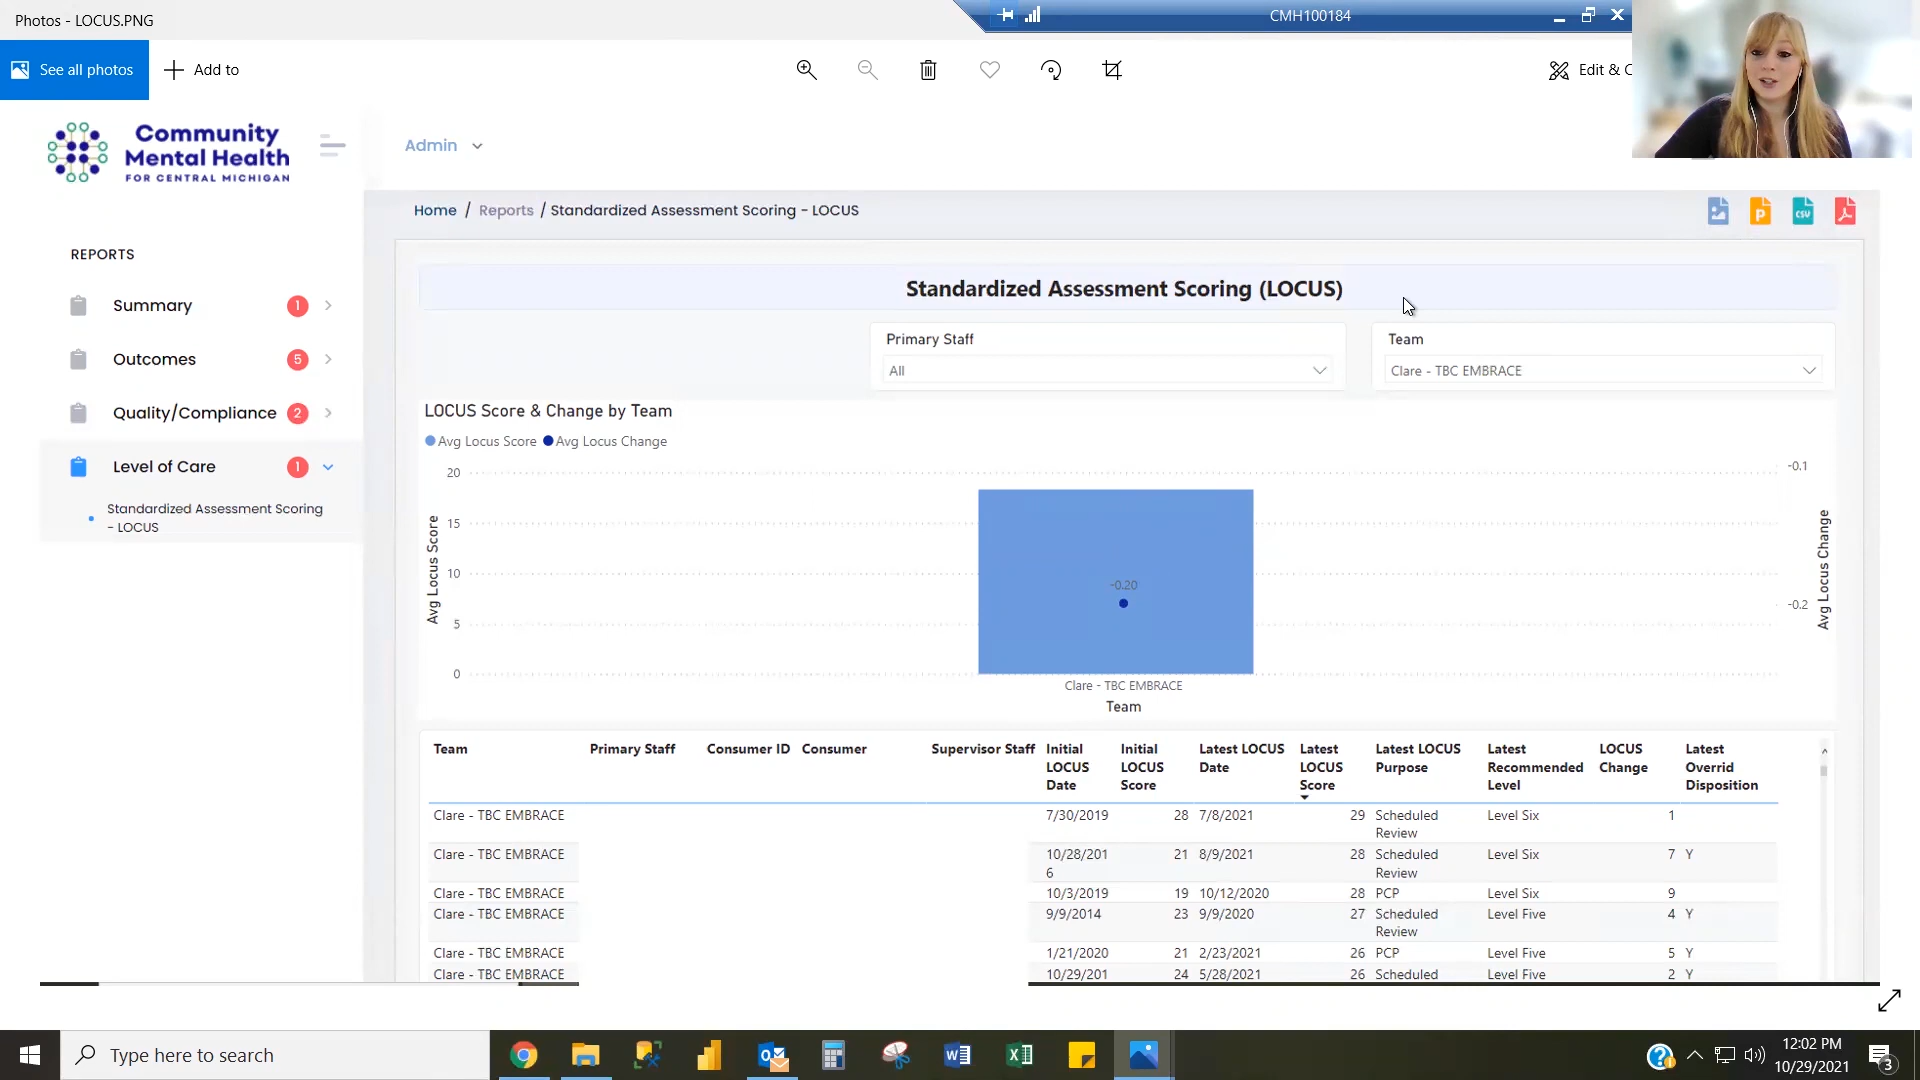 Photos - LOCUS.PNG
CMH100184
See all photos
Add to
Edit & C
Community
Mental Health
FOR CENTRAL MICHIGAN
Admin
Home / Reports / Standardized Assessment Scoring - LOCUS
P
CSV
REPORTS
Summary 1
Outcomes 5
Quality/Compliance 2
Level of Care 1
Standardized Assessment Scoring
- LOCUS
Standardized Assessment Scoring (LOCUS)
Primary Staff
All
Team
Clare - TBC EMBRACE
LOCUS Score & Change by Team
Avg Locus Score Avg Locus Change
20
15
10
5
0
Avg Locus Score
-0.20
-0.1
-0.2
Avg Locus Change
Clare - TBC EMBRACE
Team
Team Primary Staff Consumer ID Consumer Supervisor Staff Initial LOCUS Date Initial LOCUS Score Latest LOCUS Date Latest LOCUS Score Latest LOCUS Purpose Latest Recommended Level LOCUS Change Latest Overrid Disposition
Clare - TBC EMBRACE 7/30/2019 28 7/8/2021 29 Scheduled Review Level Six 1
Clare - TBC EMBRACE 10/28/2016 21 8/9/2021 28 Scheduled Review Level Six 7 Y
Clare - TBC EMBRACE 10/3/2019 19 10/12/2020 28 PCP Level Six 9
Clare - TBC EMBRACE 9/9/2014 23 9/9/2020 27 Scheduled Review Level Five 4 Y
Clare - TBC EMBRACE 1/21/2020 21 2/23/2021 26 PCP Level Five 5 Y
Clare - TBC EMBRACE 10/29/201 24 5/28/2021 26 Scheduled Level Five 2 Y
Type here to search
12:02 PM
10/29/2021
3